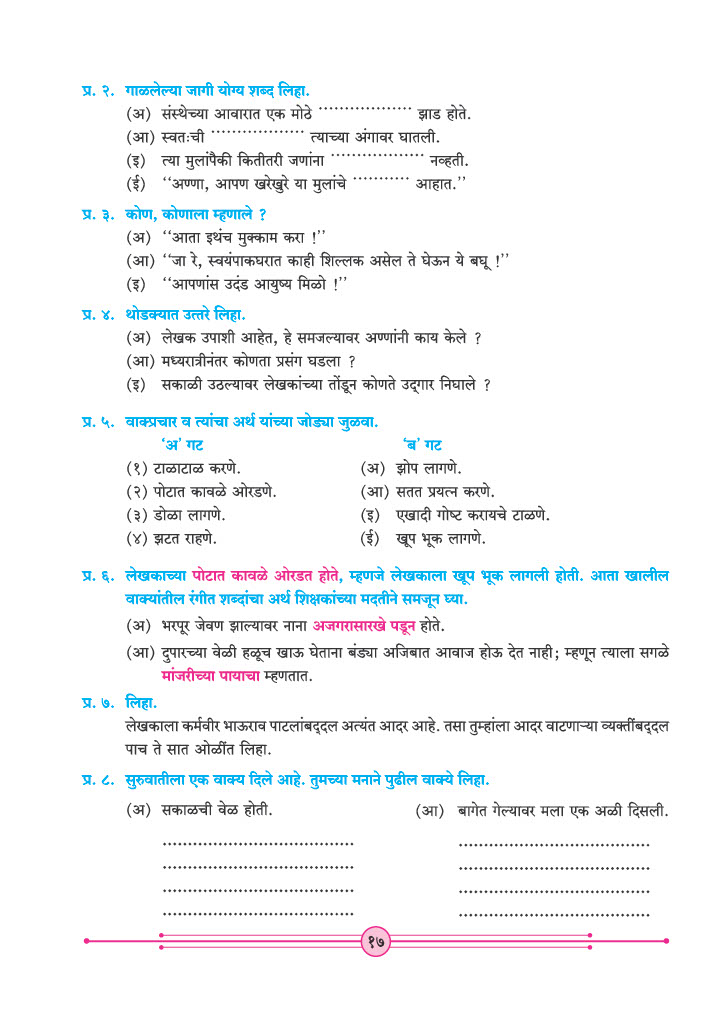 प्र. २. गाळलेल्या जागी योग्य शब्द लिहा.
(अ) संस्थेच्या आवारात एक मोठे .................. झाड होते.
(आ) स्वतःची .................. त्याच्या अंगावर घातली.
(इ) त्या मुलांपैकी कितीतरी जणांना .................. नव्हती.
(ई) ‘‘अण्णा, आपण खरेखुरे या मुलांचे ........... आहात.’’
प्र. ३. कोण, कोणाला म्हणाले ?
(अ) ‘‘आता इथंच मुक्काम करा !’’
(आ) ‘‘जा रे, स्वयंपाकघरात काही शिल्लक असेल ते घेऊन ये बघू !’’
(इ) ‘‘आपणांस उदंड आयुष्य मिळो !’’
प्र. ४. थोडक्यात उत्तरे लिहा.
(अ) लेखक उपाशी आहेत, हे समजल्यावर अण्णांनी काय केले ?
(आ) मध्यरात्रीनंतर कोणता प्रसंग घडला ?
(इ) सकाळी उठल्यावर लेखकांच्या तोंडून कोणते उद्‌गार निघाले ?
प्र. ५. वाक्प्रचार व त्यांचा अर्थ यांच्या जोड्या जुळवा.
‘अ’ गट ‘ब’ गट
(१) टाळाटाळ करणे. (अ) झोप लागणे.
(२) पोटात कावळे ओरडणे. (आ) सतत प्रयत्न करणे.
(३) डोळा लागणे. (इ) एखादी गोष्ट करायचे टाळणे.
(४) झटत राहणे. (ई) खूप भूक लागणे.
प्र. ६. लेखकाच्या पोटात कावळे ओरडत होते, म्हणजे लेखकाला खूप भूक लागली होती. आता खालील
वाक्यांतील रंगीत शब्दांचा अर्थ शिक्षकांच्या मदतीने समजून घ्या.
(अ) भरपूर जेवण झाल्यावर नाना अजगरासारखे पडून होते.
(आ) दुपारच्या वेळी हळूच खाऊ घेताना बंड्या अजिबात आवाज होऊ देत नाही; म्हणून त्याला सगळे
मांजरीच्या पायाचा म्हणतात.
प्र. ७. लिहा.
लेखकाला कर्मवीर भाऊराव पाटलांबद्‌दल अत्यंत आदर आहे. तसा तुम्हांला आदर वाटणाऱ्या व्यक्तींबद्‌दल
पाच ते सात ओळींत लिहा.
प्र. ८. सुरुवातीला एक वाक्य दिले आहे. तुमच्या मनाने पुढील वाक्ये लिहा.
(अ) सकाळची वेळ होती. (आ) बागेत गेल्यावर मला एक अळी दिसली.
...................................... ......................................
...................................... ......................................
...................................... ......................................
...................................... ......................................
१७